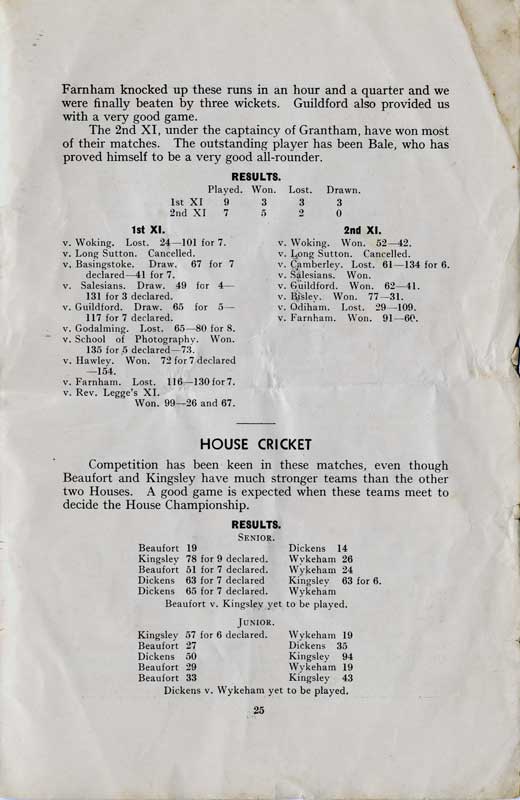 Farnham knocked up these runs in an hour and a quarter and we
were finally beaten by three wickets. Guildford also provided us
with a very good game.
The 2nd XI, under the captaincy of Grantham, have won most
of their matches. The outstanding player has been Bale, who has
proved himself to be a very good all-rounder.
RESULTS.
Played. Won. Lost. Drawn.
1st XI 9 3 3 3
2nd XI 7 5 2 0
1st XI.
v. Woking. Lost. 24—101 for 7.
v. Long Sutton. Cancelled.
v. Basingstoke. Draw. 67 for 7
declared—41 for 7.
v. Salesians. Draw. 49 for 4—
131 for 3 declared.
v. Guildford. Draw. 65 for 5—
117 for 7 declared.
v. Godalming. Lost. 65—80 for 8.
v. School of Photography. Won.
135 for 5 declared—73.
v. Hawley. Won. 72 for 7 declared
—154.
v. Farnham. Lost. 116—130 for 7.
v. Rev. Legge's XI.
Won. 99—26 and 67.
2nd XI.
v. Woking. Won. 52—42.
v. Long Sutton. Cancelled.
v. Camberley. Lost. 61—134 for 6.
v. Salesians. Won.
v. Guildford. Won. 62—41.
v. Bisley. Won. 77—31.
v. Odiham. Lost. 29—109.
v. Farnham. Won. 91—60.
HOUSE CRICKET
Competition has been keen in these matches, even though
Beaufort and Kingsley have much stronger teams than the other
two Houses. A good game is expected when these teams meet to
decide the House Championship.
RESULTS.
SENIOR.
Beaufort 19 Dickens 14
Kingsley 78 for 9 declared. Wykeham 26
Beaufort 51 for 7 declared. Wykeham 24
Dickens 63 for 7 declared Kingsley 63 for 6.
Dickens 65 for 7 declared. Wykeham
Beaufort v. Kingsley yet to be played.
JUNIOR.
Kingsley 57 for 6 declared. Wykeham 19
Beaufort 27 Dickens 35
Dickens 50 Kingsley 94
Beaufort 29 Wykeham 19
Beaufort 33 Kingsley 43
Dickens v. Wykeham yet to be played.
25